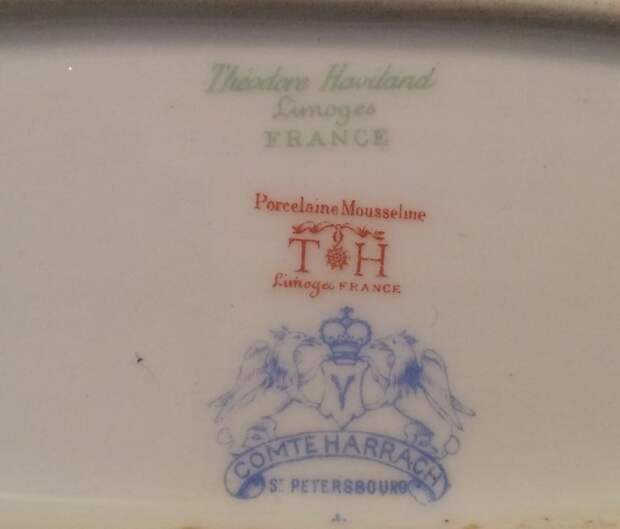 Théodore Haviland
Limoges
FRANCE
Porcelaine Mousseline
T H
Limoges FRANCE
COMTE HARRACH
ST PETERSBOURG